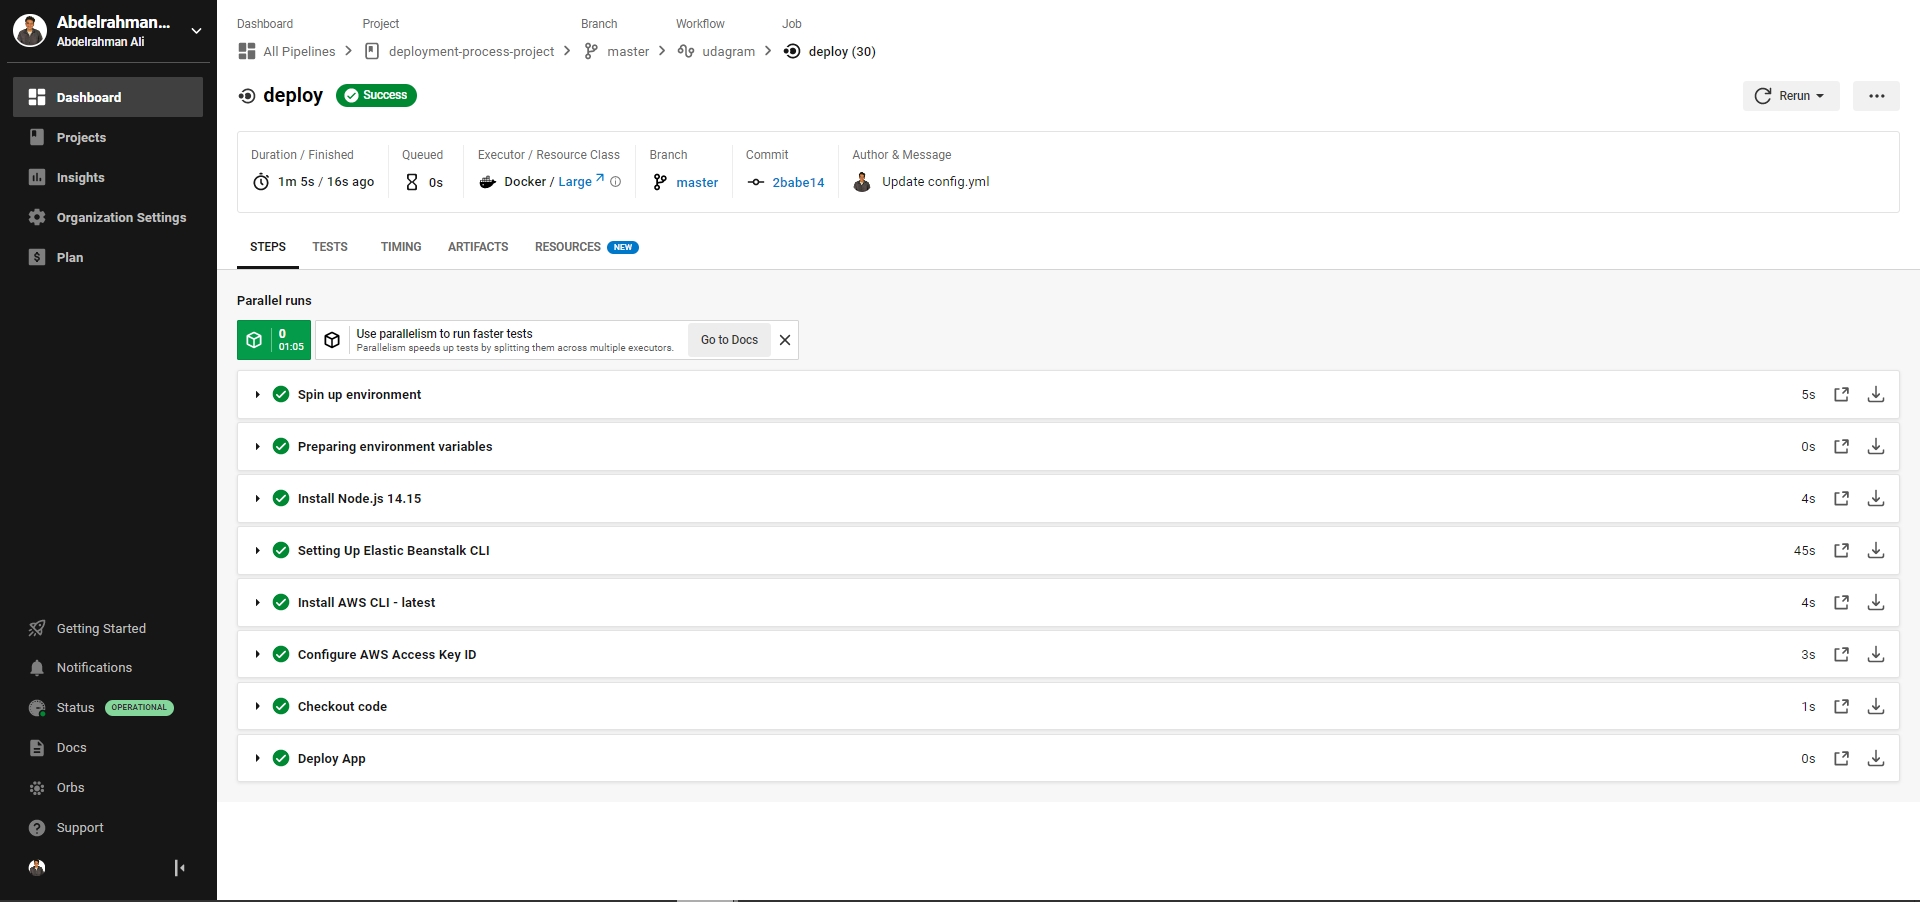 Abdelrahman...
Abdelrahman Ali
Dashboard
Projects
Insights
Organization Settings
Plan
Getting Started
Notifications
Status OPERATIONAL
Docs
Orbs
Support
Dashboard Project Branch Workflow Job
All Pipelines deployment-process-project master udagram deploy (30)
deploy Success
Rerun
Duration / Finished Queued Executor / Resource Class Branch Commit Author & Message
1m 5s / 16s ago 0s Docker / Large master 2babe14 Update config.yml
STEPS TESTS TIMING ARTIFACTS RESOURCES NEW
Parallel runs
0
01:05
Use parallelism to run faster tests
Parallelism speeds up tests by splitting them across multiple executors.
Go to Docs
Spin up environment 5s
Preparing environment variables 0s
Install Node.js 14.15 4s
Setting Up Elastic Beanstalk CLI 45s
Install AWS CLI - latest 4s
Configure AWS Access Key ID 3s
Checkout code 1s
Deploy App 0s